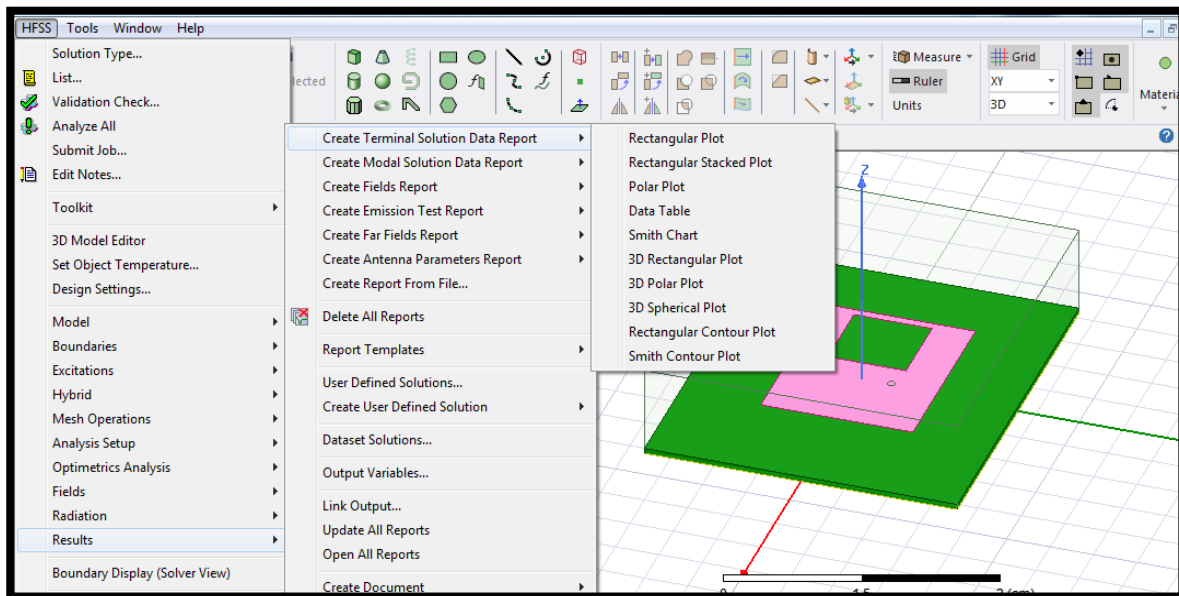 HFSS Tools Window Help
Solution Type...
List...
Validation Check...
Analyze All
Submit Job...
Edit Notes...
Toolkit
3D Model Editor
Set Object Temperature...
Design Settings...
Model
Boundaries
Excitations
Hybrid
Mesh Operations
Analysis Setup
Optimetrics Analysis
Fields
Radiation
Results
Boundary Display (Solver View)
Create Terminal Solution Data Report
Create Modal Solution Data Report
Create Fields Report
Create Emission Test Report
Create Far Fields Report
Create Antenna Parameters Report
Create Report From File...
Delete All Reports
Report Templates
User Defined Solutions...
Create User Defined Solution
Dataset Solutions...
Output Variables...
Link Output...
Update All Reports
Open All Reports
Create Document
Rectangular Plot
Rectangular Stacked Plot
Polar Plot
Data Table
Smith Chart
3D Rectangular Plot
3D Polar Plot
3D Spherical Plot
Rectangular Contour Plot
Smith Contour Plot
Measure
Ruler
Units
Grid
XY
3D
Z